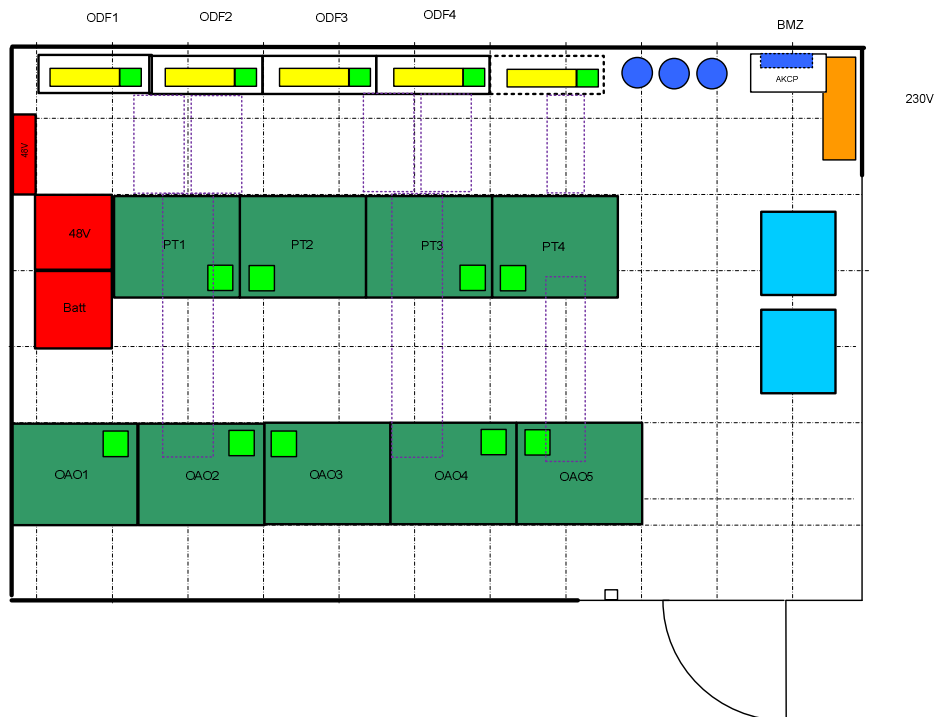 ODF1
ODF2
ODF3
ODF4
BMZ
AKCP
230V
48V
48V
PT1
PT2
PT3
PT4
Batt
OAO1
OAO2
OAO3
OAO4
OAO5